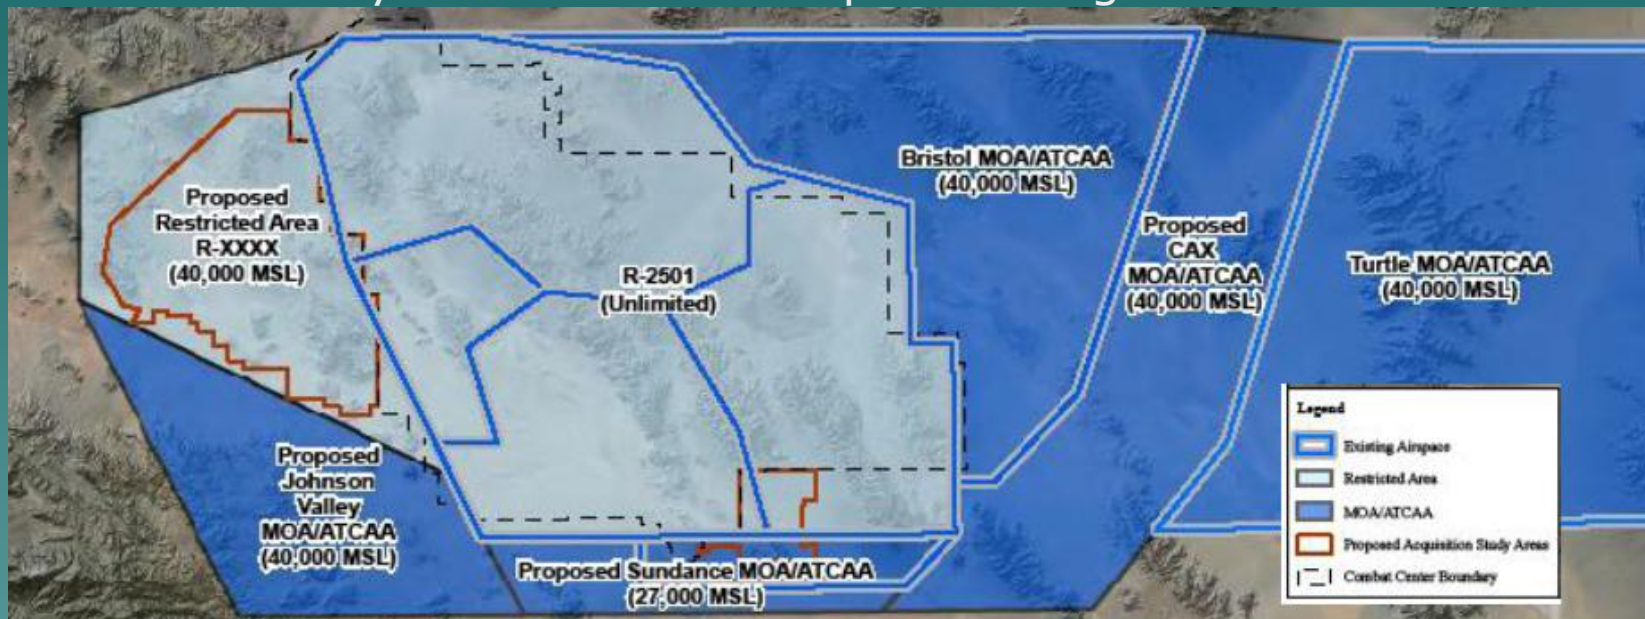 Proposed
Restricted Area
R-XXXX
(40,000 MSL)
R-2501
(Unlimited)
Bristol MOA/ATCAA
(40,000 MSL)
Proposed
CAX
MOA/ATCAA
(40,000 MSL)
Turtle MOA/ATCAA
(40,000 MSL)
Proposed
Johnson
Valley
MOA/ATCAA
(40,000 MSL)
Proposed Sundance MOA/ATCAA
(27,000 MSL)
Legend
Existing Airspace
Restricted Area
MOA/ATCAA
Proposed Acquisition Study Areas
Combat Center Boundary